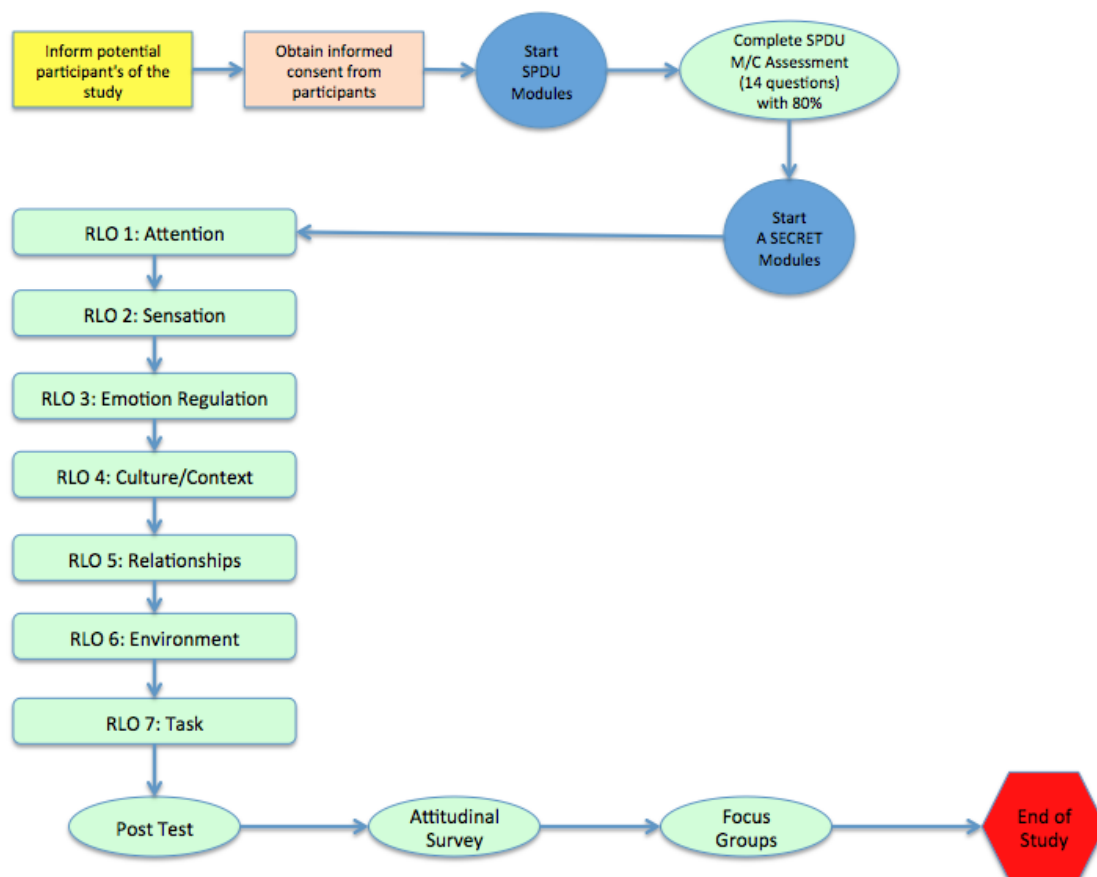 Inform potential
participant's of the
study
Obtain informed
consent from
participants
Start
SPDU
Modules
Complete SPDU
M/C Assessment
(14 questions)
with 80%
Start
A SECRET
Modules
RLO 1: Attention
RLO 2: Sensation
RLO 3: Emotion Regulation
RLO 4: Culture/Context
RLO 5: Relationships
RLO 6: Environment
RLO 7: Task
Post Test
Attitudinal
Survey
Focus
Groups
End of
Study